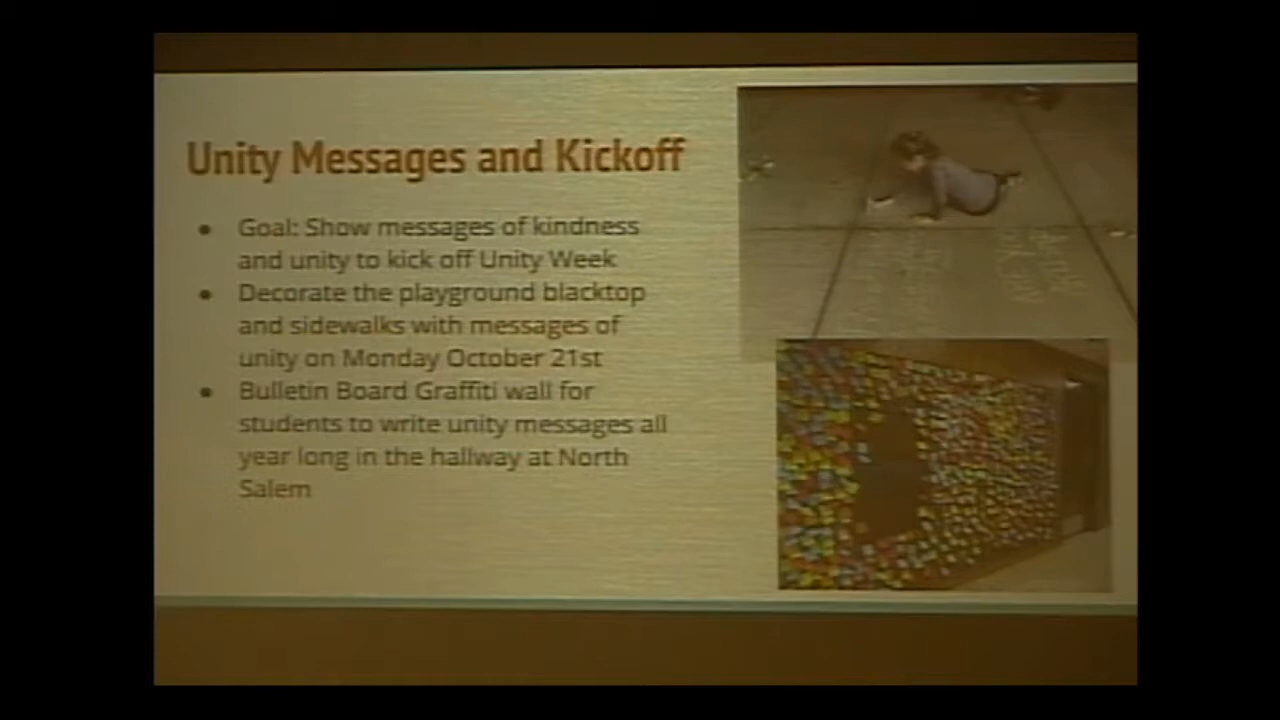 Unity Messages and Kickoff
● Goal: Show messages of kindness
and unity to kick off Unity Week
● Decorate the playground blacktop
and sidewalks with messages of
unity on Monday October 21st
● Bulletin Board Graffiti wall for
students to write unity messages all
year long in the hallway at North
Salem